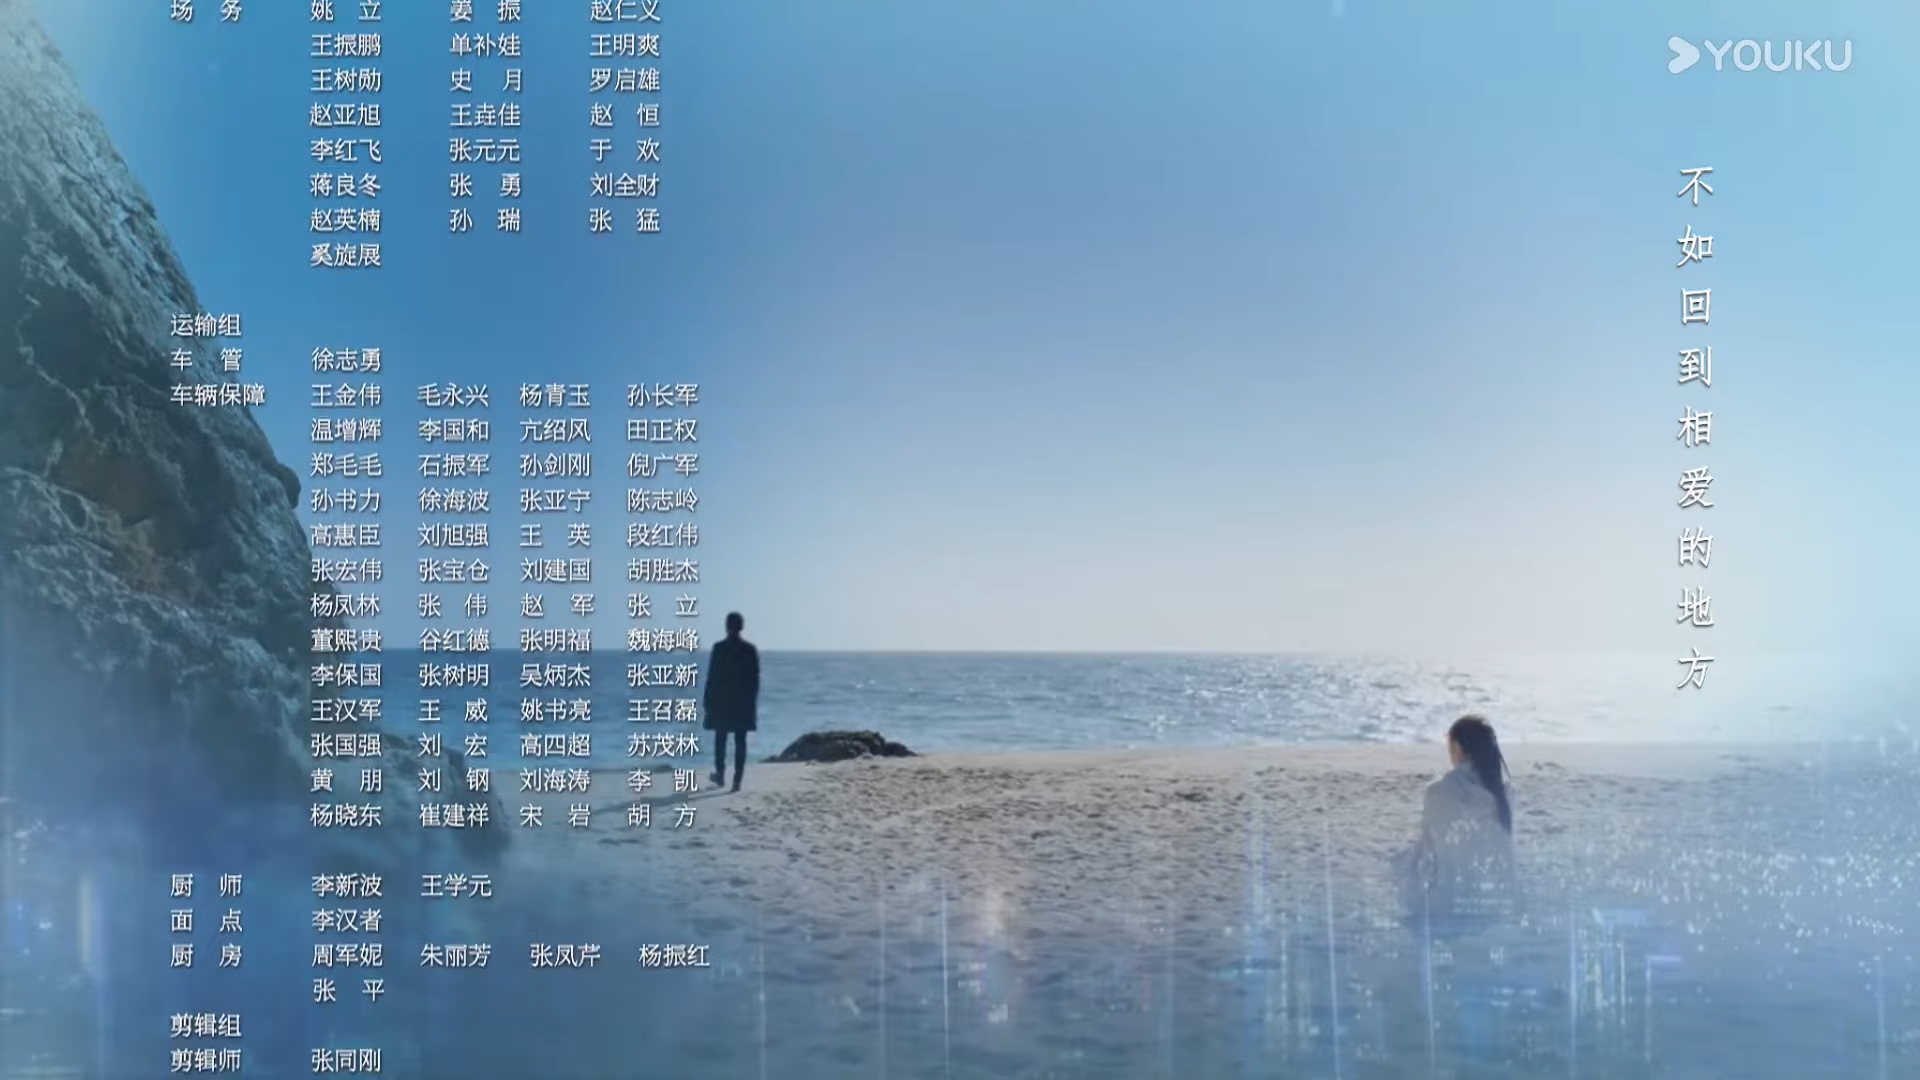 场 务 姚 立 姜 振 赵仁义
王振鹏 单补娃 王明爽
王树勋 史 月 罗启雄
赵亚旭 王垚佳 赵 恒
李红飞 张元元 于 欢
蒋良冬 张 勇 刘全财
赵英楠 孙 瑞 张 猛
奚旋展
运输组
车 管 徐志勇
车辆保障 王金伟 毛永兴 杨青玉 孙长军
温增辉 李国和 亢绍风 田正权
郑毛毛 石振军 孙剑刚 倪广军
孙书力 徐海波 张亚宁 陈志岭
高惠臣 刘旭强 王 英 段红伟
张宏伟 张宝仓 刘建国 胡胜杰
杨凤林 张 伟 赵 军 张 立
董熙贵 谷红德 张明福 魏海峰
李保国 张树明 吴炳杰 张亚新
王汉军 王 威 姚书亮 王召磊
张国强 刘 宏 高四超 苏茂林
黄 朋 刘 钢 刘海涛 李 凯
杨晓东 崔建祥 宋 岩 胡 方
厨 师 李新波 王学元
面 点 李汉者
厨 房 周军妮 朱丽芳 张凤芹 杨振红
张 平
剪辑组
剪辑师 张同刚
YOUKU
不如回到相爱的地方